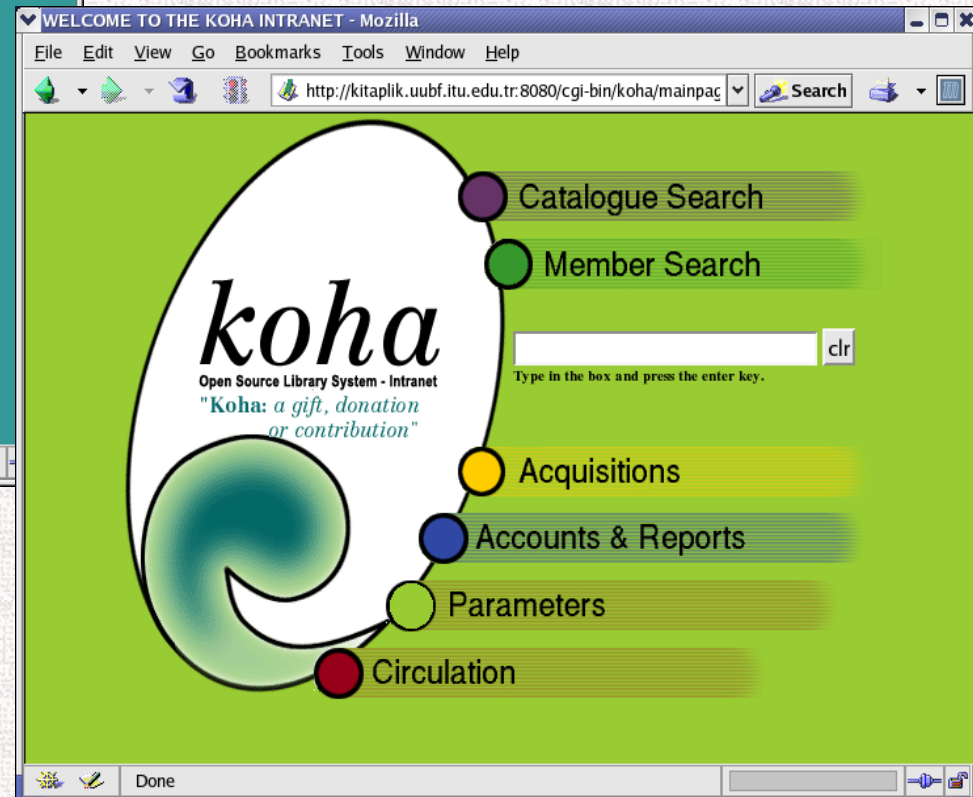 WELCOME TO THE KOHA INTRANET - Mozilla
File Edit View Go Bookmarks Tools Window Help
http://kitaplik.uubf.itu.edu.tr:8080/cgi-bin/koha/mainpag Search
Catalogue Search
Member Search
koha
Open Source Library System - Intranet
"Koha: a gift, donation
or contribution"
clr
Type in the box and press the enter key.
Acquisitions
Accounts & Reports
Parameters
Circulation
Done